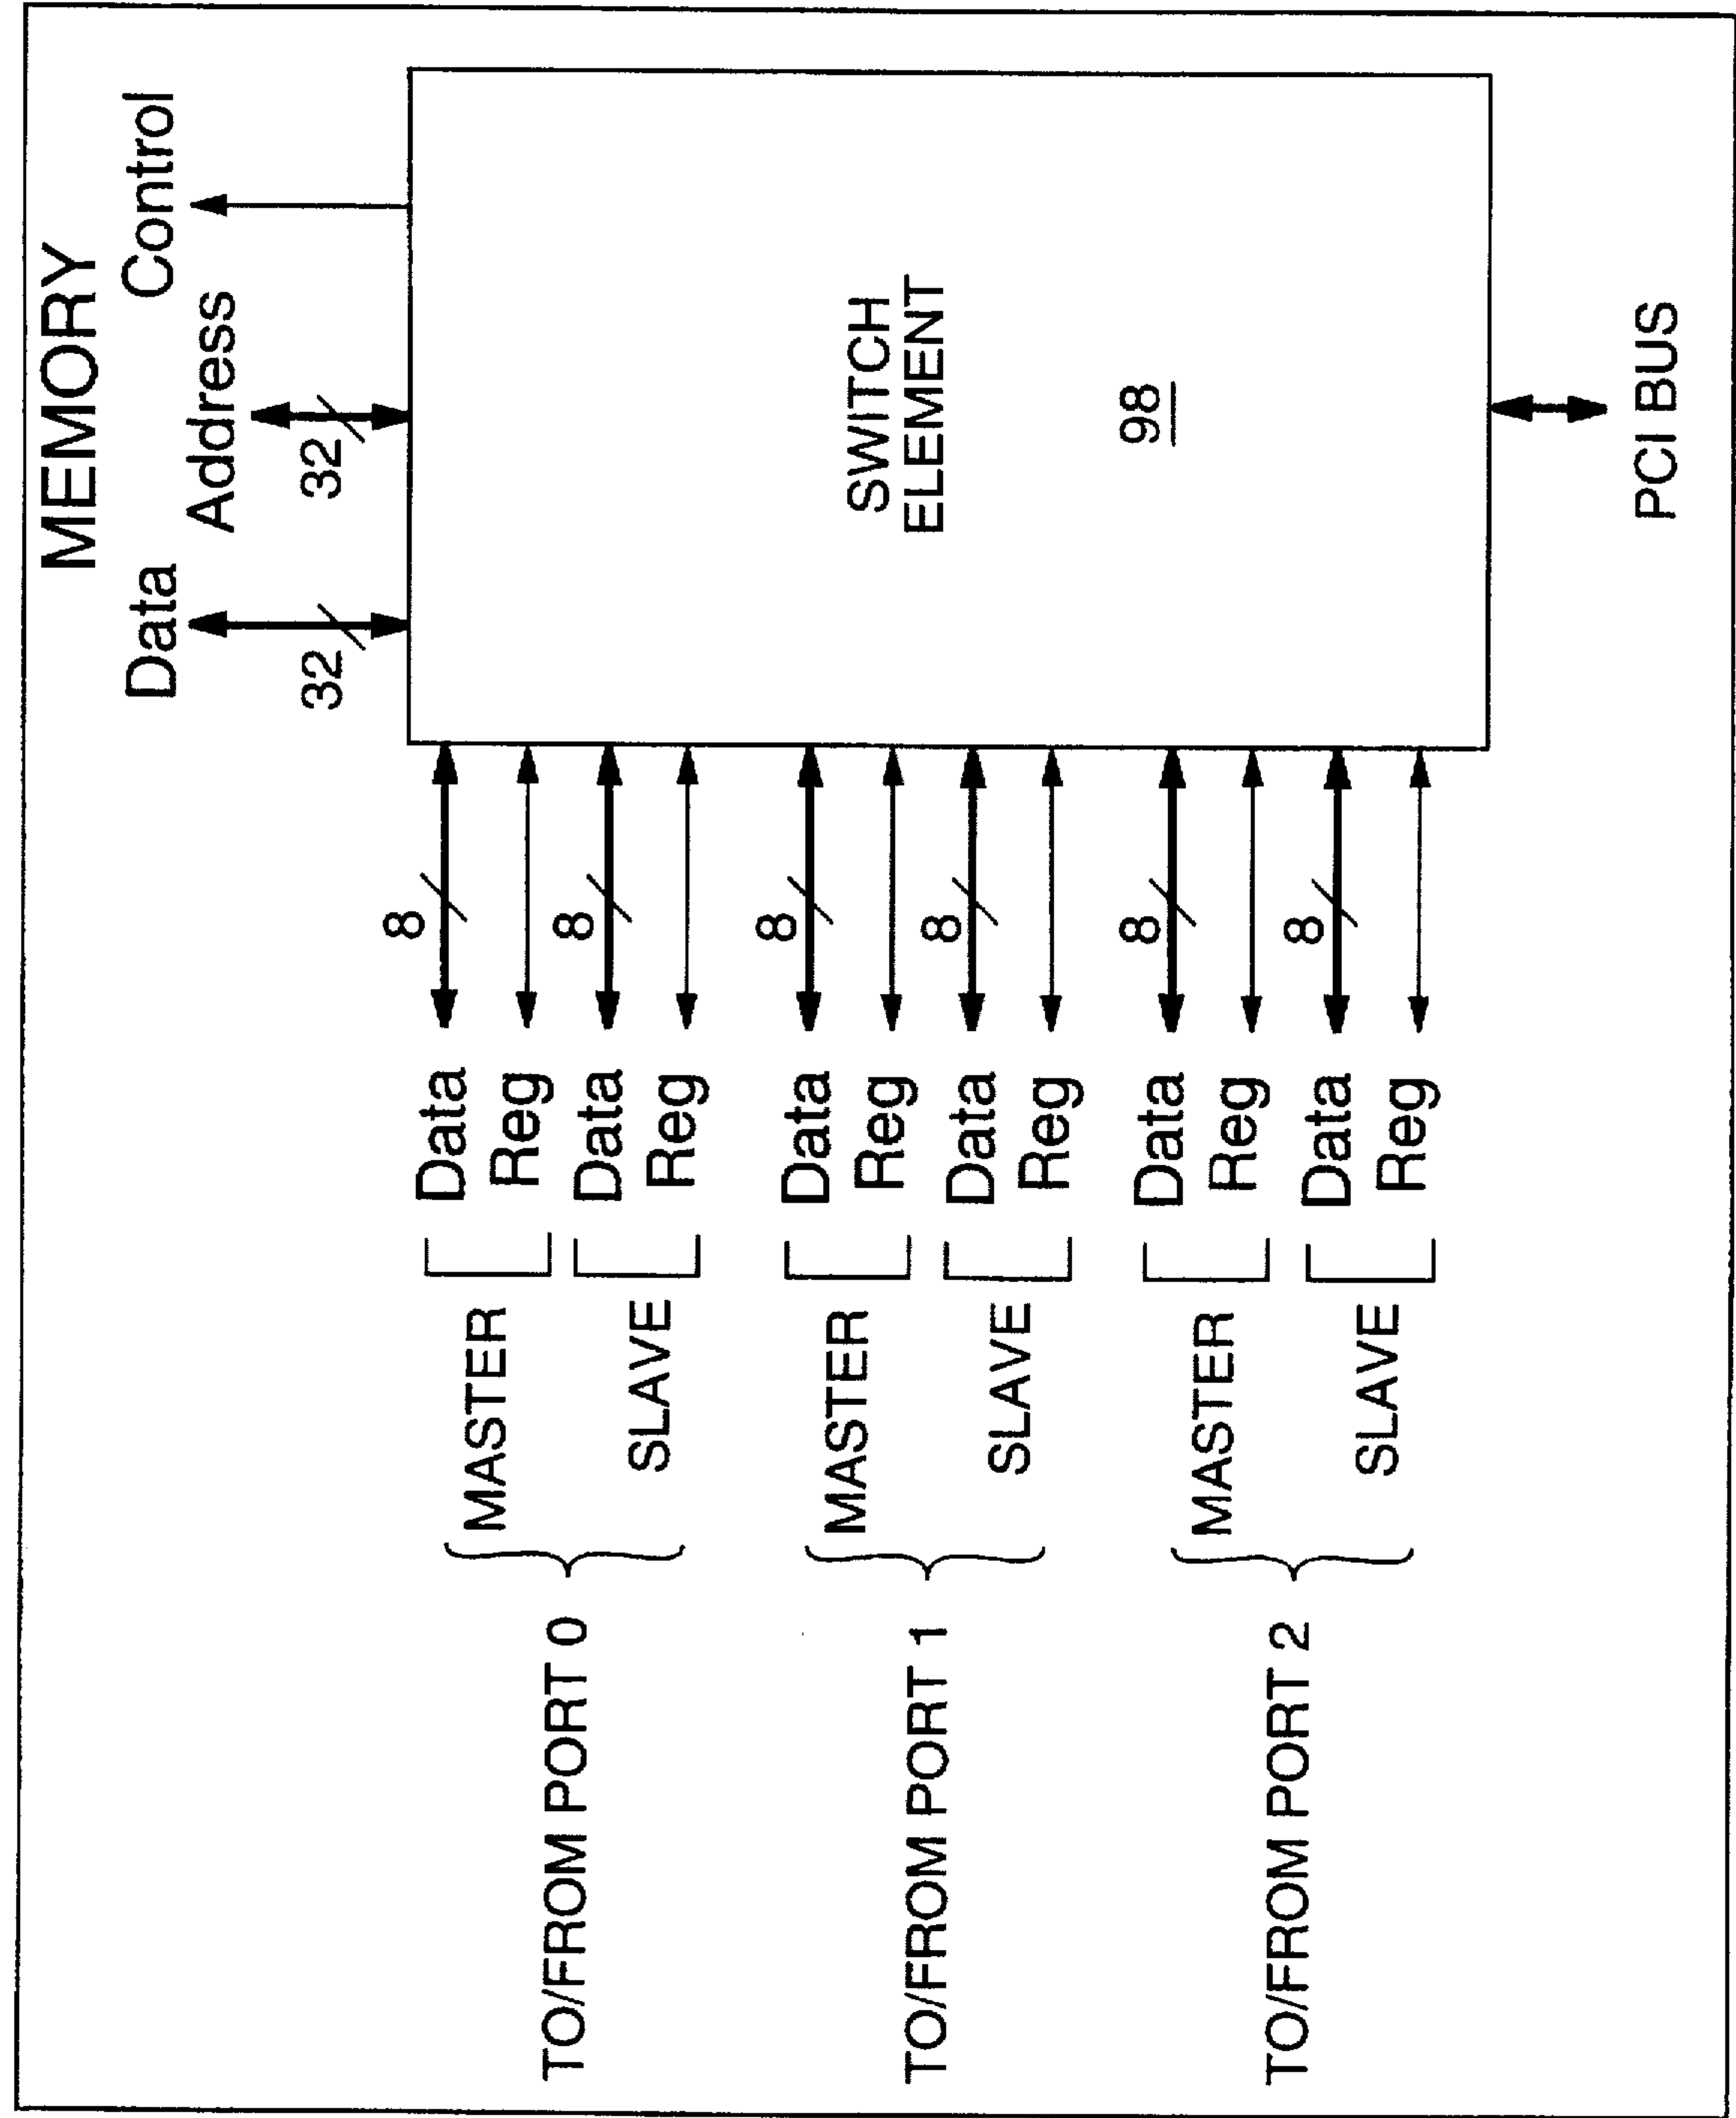 MEMORY
Data
Address
Control
32
32
SWITCH
ELEMENT
98
PCI BUS
TO/FROM PORT 0
MASTER
Data
8
Reg
SLAVE
Data
8
Reg
TO/FROM PORT 1
MASTER
Data
8
Reg
SLAVE
Data
8
Reg
TO/FROM PORT 2
MASTER
Data
8
Reg
SLAVE
Data
8
Reg